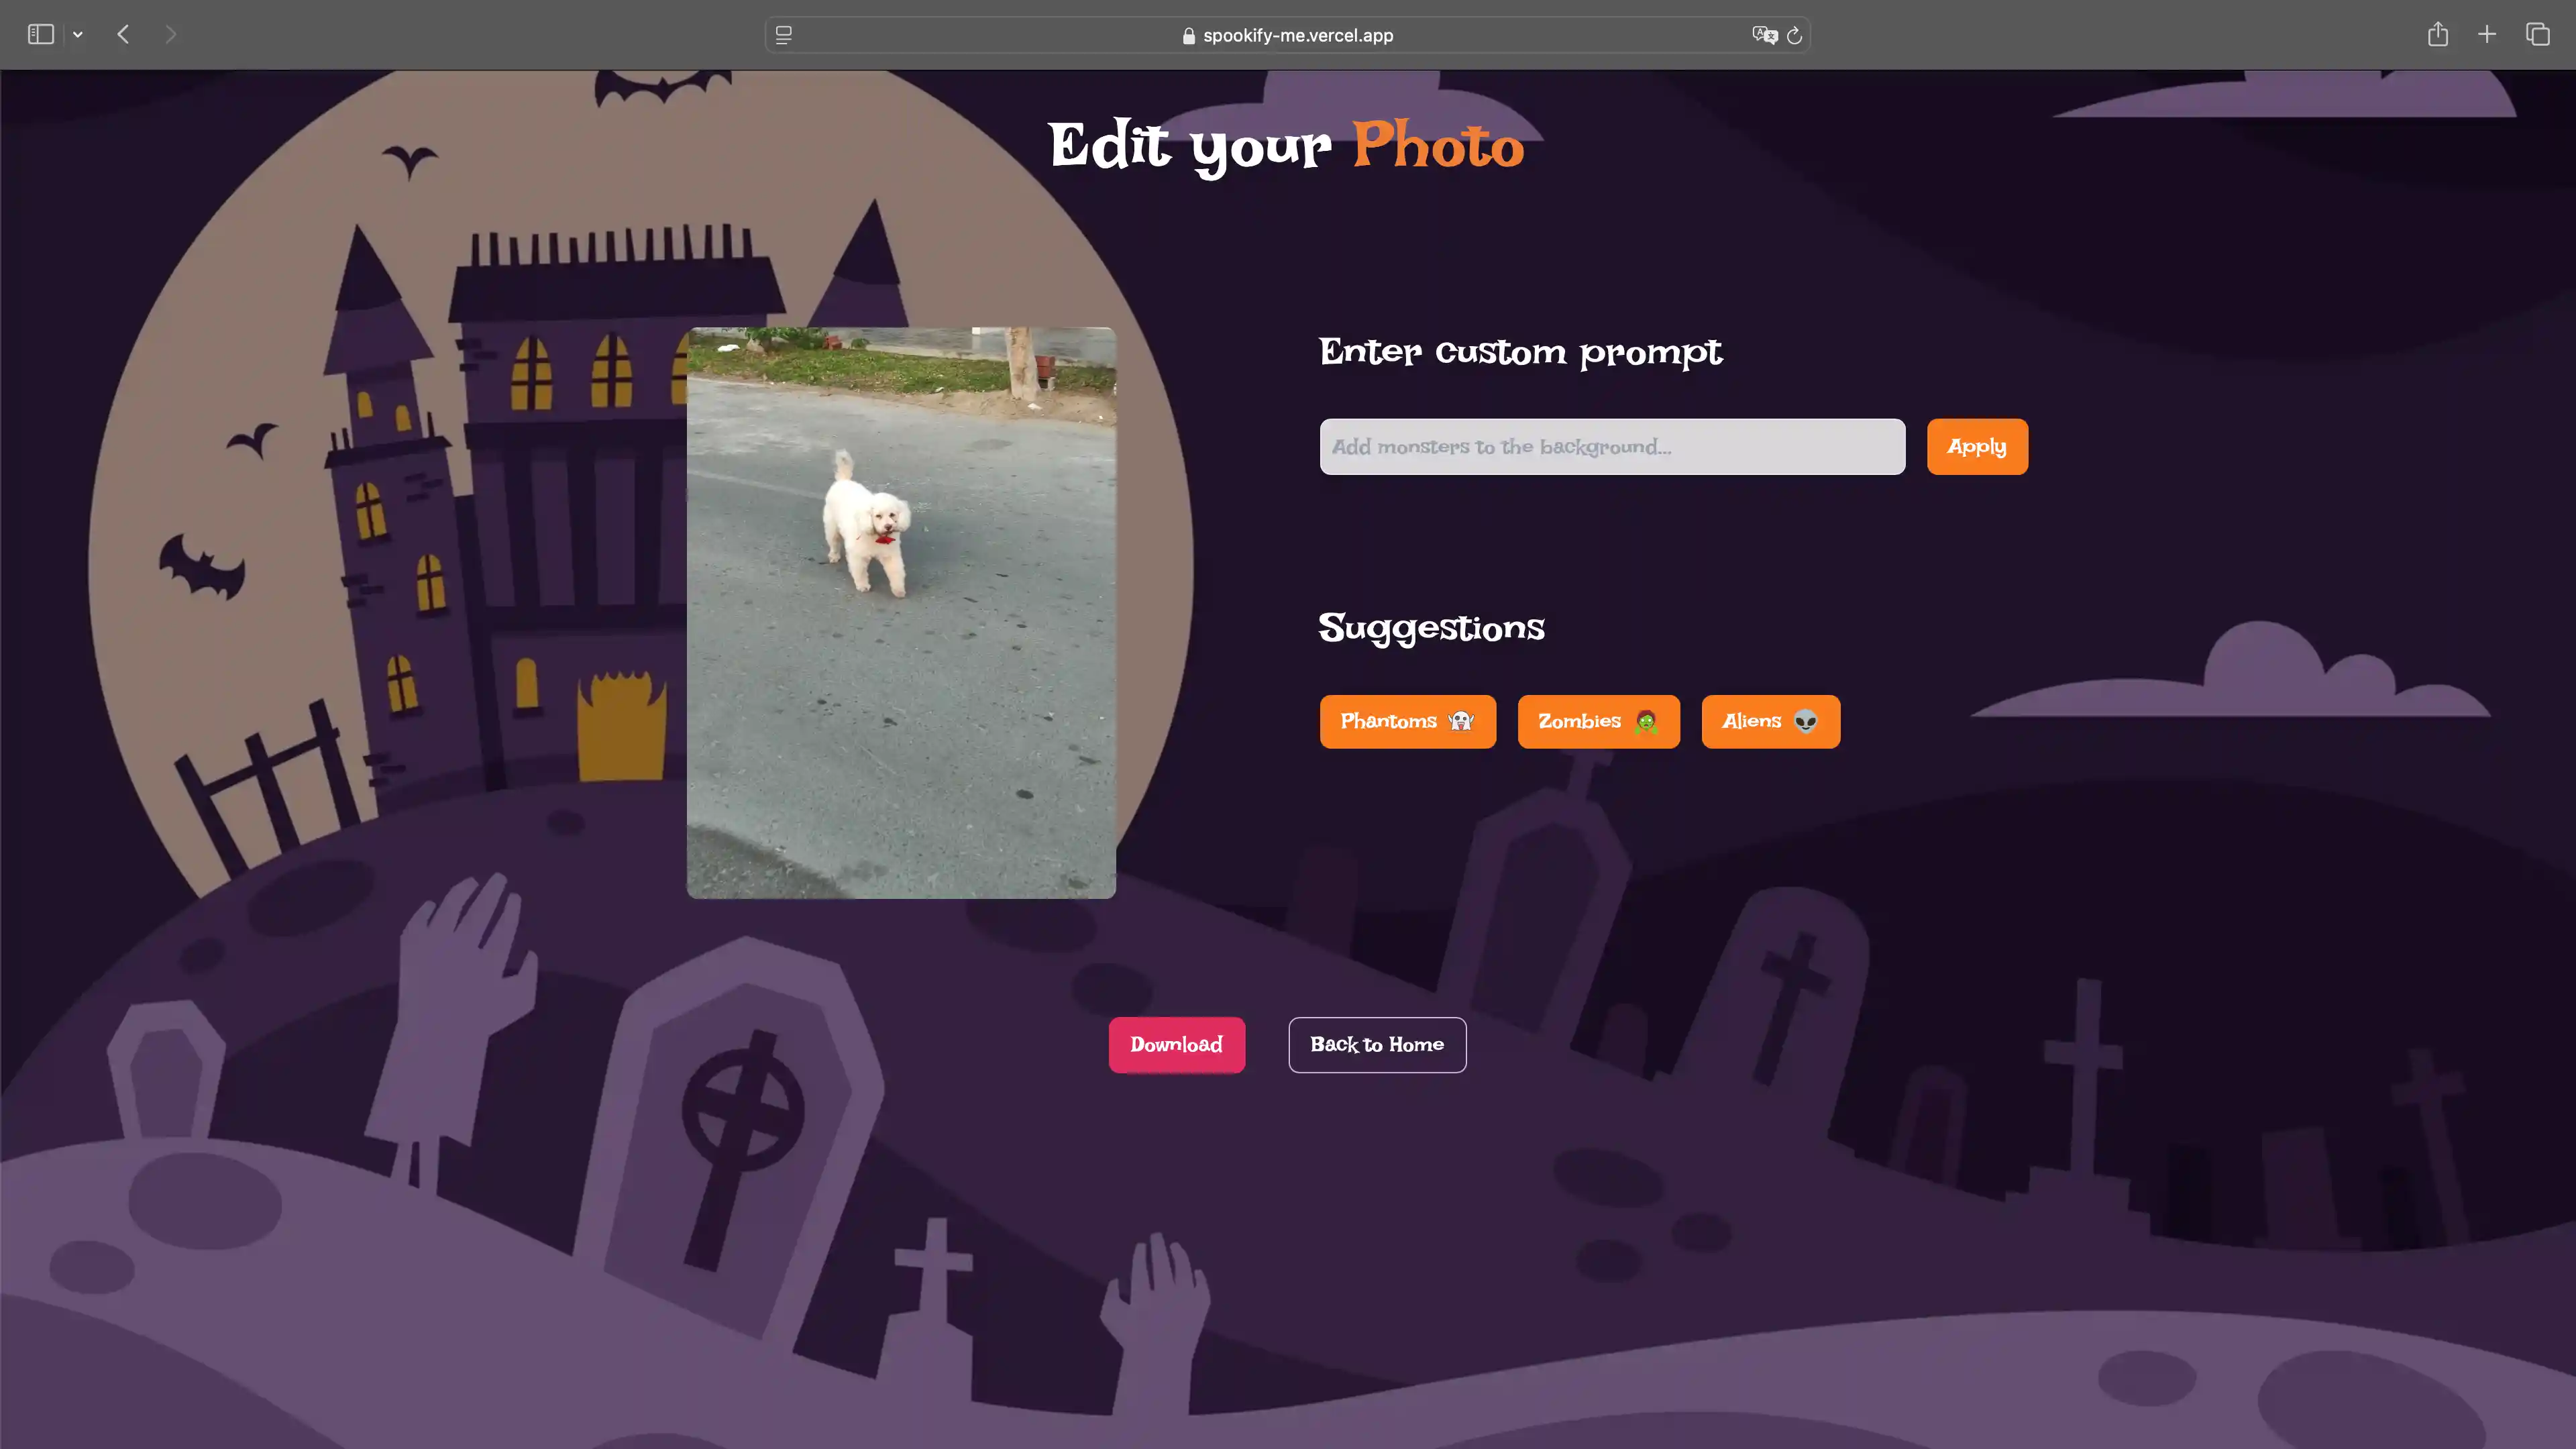 spookify-me.vercel.app
Edit your Photo
Enter custom prompt
Add monsters to the background...
Apply
Suggestions
Phantoms 👻
Zombies 🧟
Aliens 👽
Download
Back to Home